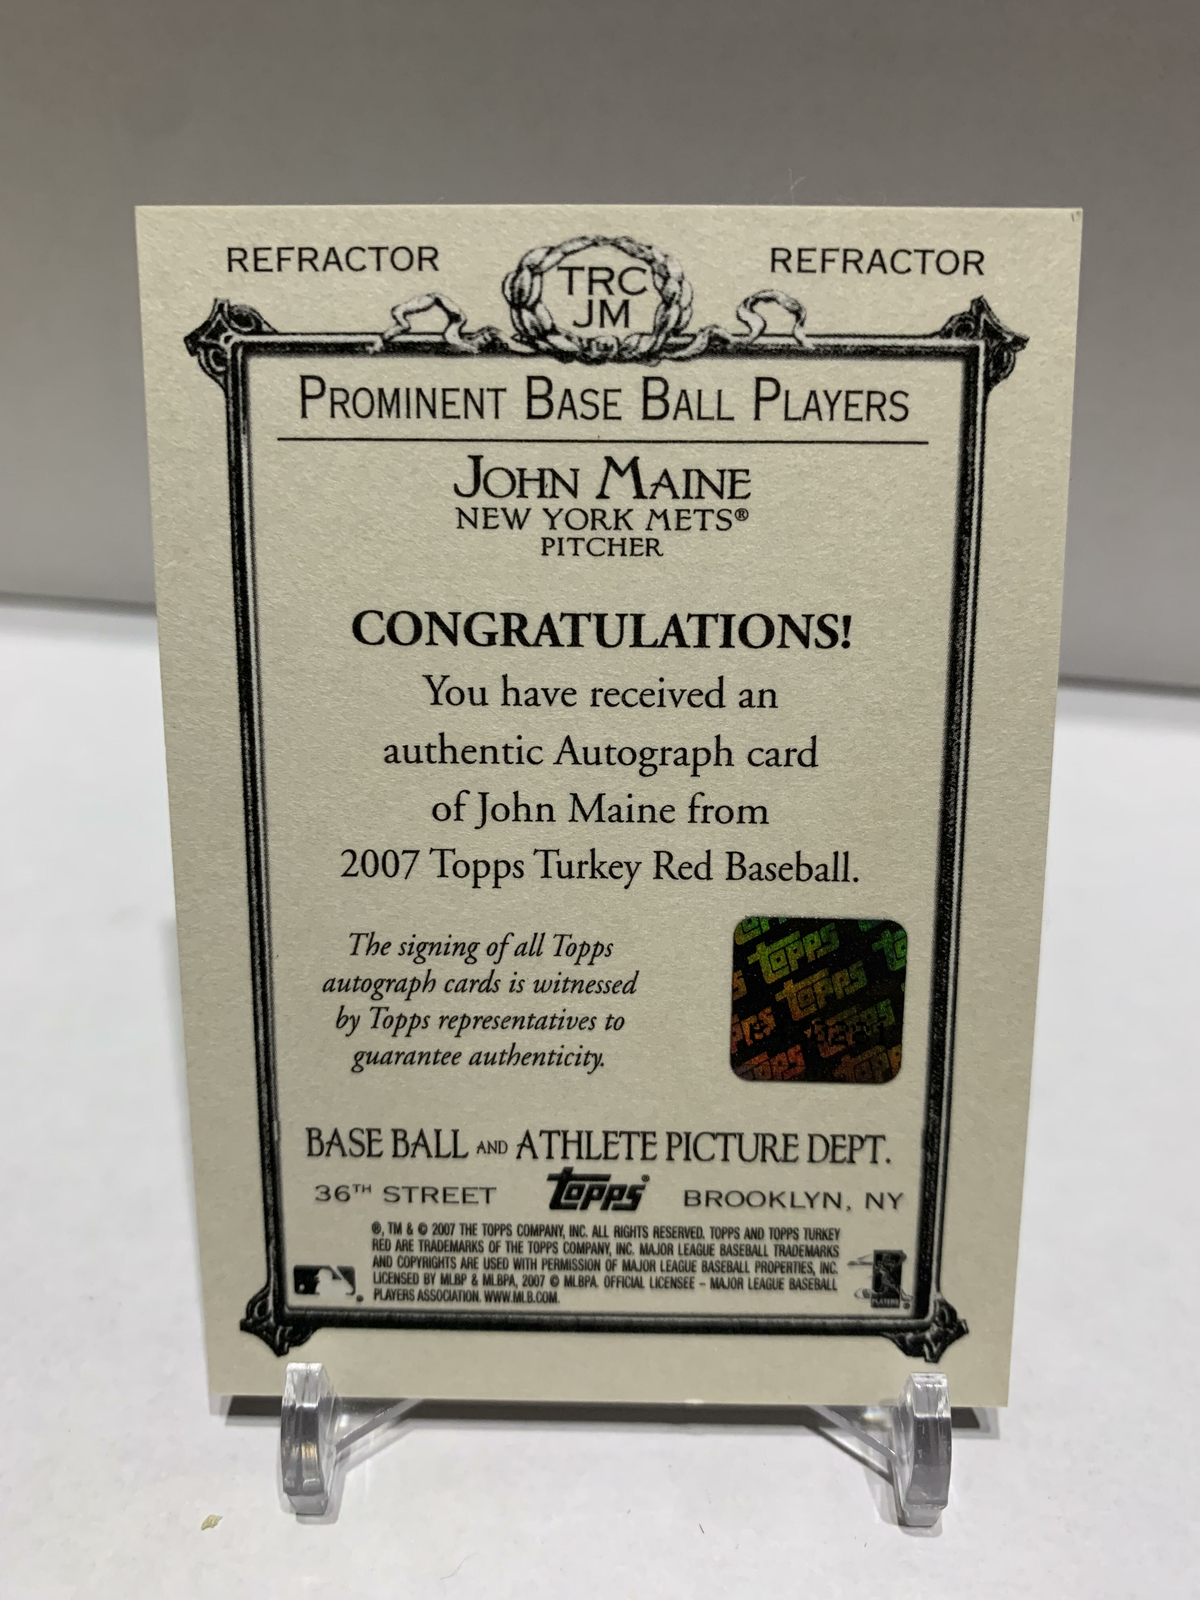 REFRACTOR
TRC
JM
REFRACTOR
PROMINENT BASE BALL PLAYERS
JOHN MAINE
NEW YORK METS®
PITCHER
CONGRATULATIONS!
You have received an
authentic Autograph card
of John Maine from
2007 Topps Turkey Red Baseball.
The signing of all Topps
autograph cards is witnessed
by Topps representatives to
guarantee authenticity.
topps
topps
topps
BASE BALL AND ATHLETE PICTURE DEPT.
36TH STREET topps® BROOKLYN, NY
®, TM & © 2007 THE TOPPS COMPANY, INC. ALL RIGHTS RESERVED. TOPPS AND TOPPS TURKEY
RED ARE TRADEMARKS OF THE TOPPS COMPANY, INC. MAJOR LEAGUE BASEBALL TRADEMARKS
AND COPYRIGHTS ARE USED WITH PERMISSION OF MAJOR LEAGUE BASEBALL PROPERTIES, INC.
LICENSED BY MLBP & MLBPA, 2007 © MLBPA. OFFICIAL LICENSEE – MAJOR LEAGUE BASEBALL
PLAYERS ASSOCIATION. WWW.MLB.COM.
PLAYERS